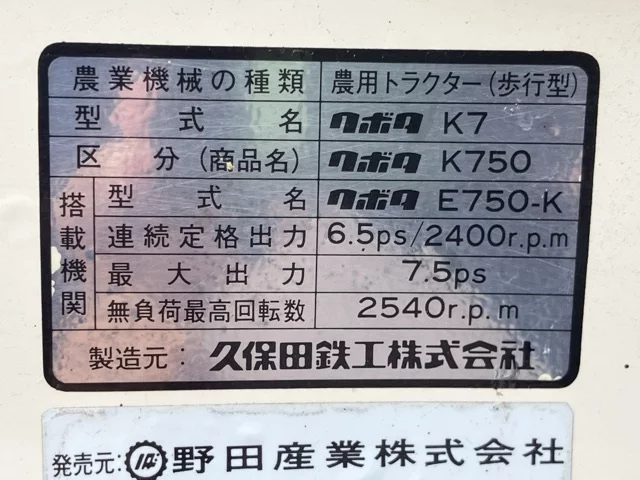 農業機械の種類 農用トラクター(歩行型)
型式名 クボタ K7
区分(商品名) クボタ K750
搭載機関
型式名 クボタ E750-K
連続定格出力 6.5ps/2400r.p.m
最大出力 7.5ps
無負荷最高回転数 2540r.p.m
製造元: 久保田鉄工株式会社
発売元: 野田産業株式会社